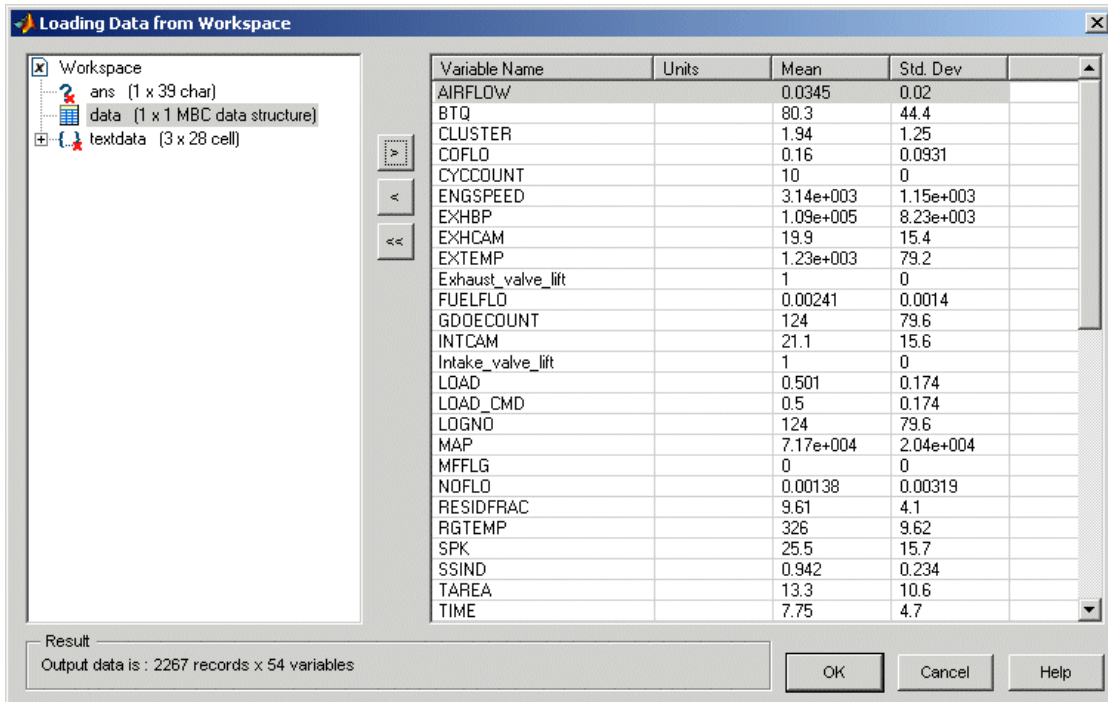 Loading Data from Workspace
Workspace
ans (1 x 39 char)
data (1 x 1 MBC data structure)
textdata (3 x 28 cell)
>
<
<<
Variable Name Units Mean Std. Dev
AIRFLOW 0.0345 0.02
BTQ 80.3 44.4
CLUSTER 1.94 1.25
COFLO 0.16 0.0931
CYCCOUNT 10 0
ENGSPEED 3.14e+003 1.15e+003
EXHBP 1.09e+005 8.23e+003
EXHCAM 19.9 15.4
EXTEMP 1.23e+003 79.2
Exhaust_valve_lift 1 0
FUELFLO 0.00241 0.0014
GDOECOUNT 124 79.6
INTCAM 21.1 15.6
Intake_valve_lift 1 0
LOAD 0.501 0.174
LOAD_CMD 0.5 0.174
LOGNO 124 79.6
MAP 7.17e+004 2.04e+004
MFFLG 0 0
NOFLO 0.00138 0.00319
RESIDFRAC 9.61 4.1
RGTEMP 326 9.62
SPK 25.5 15.7
SSIND 0.942 0.234
TAREA 13.3 10.6
TIME 7.75 4.7
Result
Output data is : 2267 records x 54 variables
OK Cancel Help